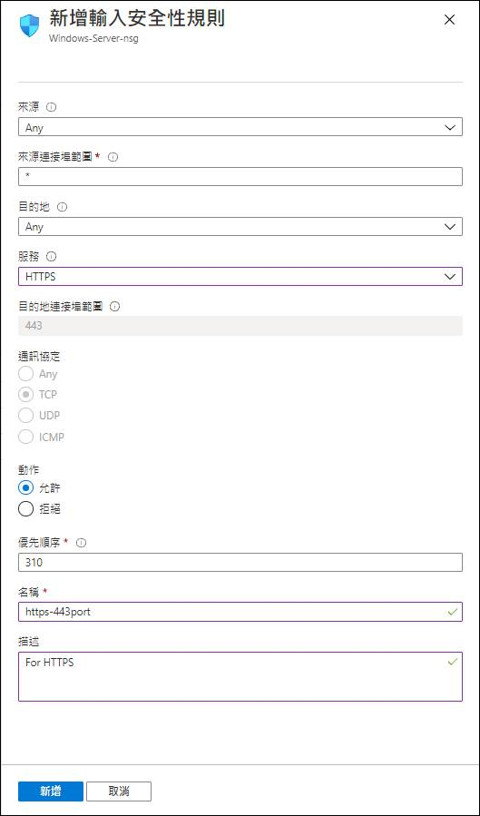 新增輸入安全性規則
Windows-Server-nsg
來源
Any
來源連接埠範圍 *
*
目的地
Any
服務
HTTPS
目的地連接埠範圍
443
通訊協定
Any
TCP
UDP
ICMP
動作
允許
拒絕
優先順序 *
310
名稱 *
https-443port
描述
For HTTPS
新增
取消